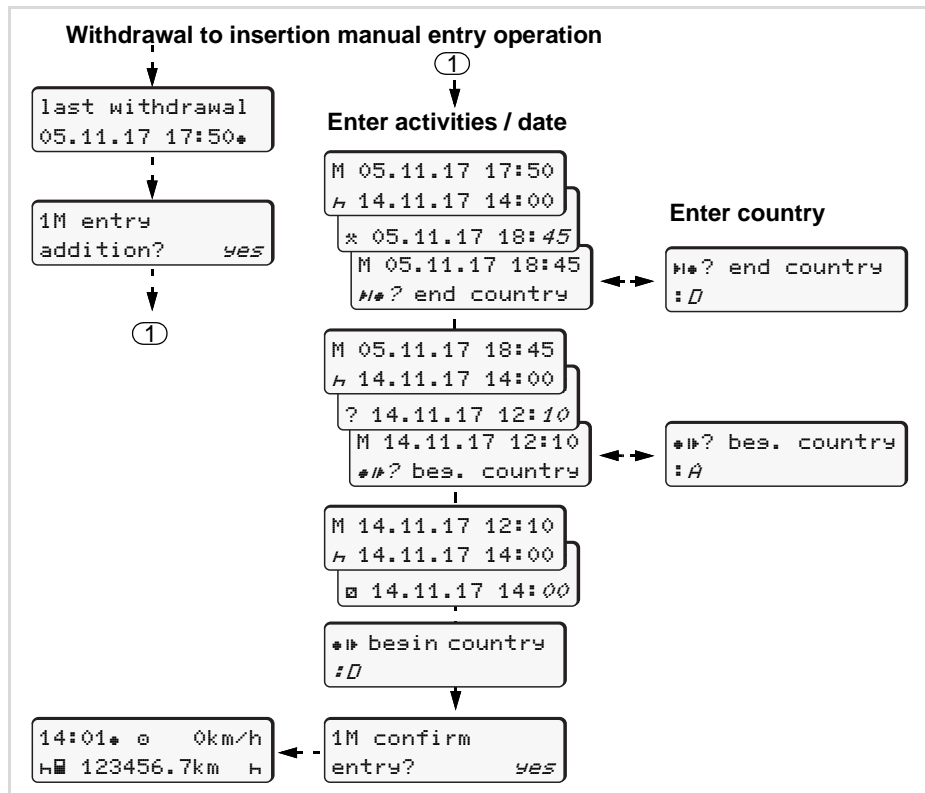 Withdrawal to insertion manual entry operation
1
last withdrawal
05.11.17 17:50
1M entry
addition? yes
1
Enter activities / date
M 05.11.17 17:50
14.11.17 14:00
05.11.17 18:45
M 05.11.17 18:45
? end country
Enter country
? end country
:D
M 05.11.17 18:45
14.11.17 14:00
? 14.11.17 12:10
M 14.11.17 12:10
? beg. country
? beg. country
:A
M 14.11.17 12:10
14.11.17 14:00
14.11.17 14:00
begin country
:D
1M confirm
entry? yes
14:01 0km/h
123456.7km